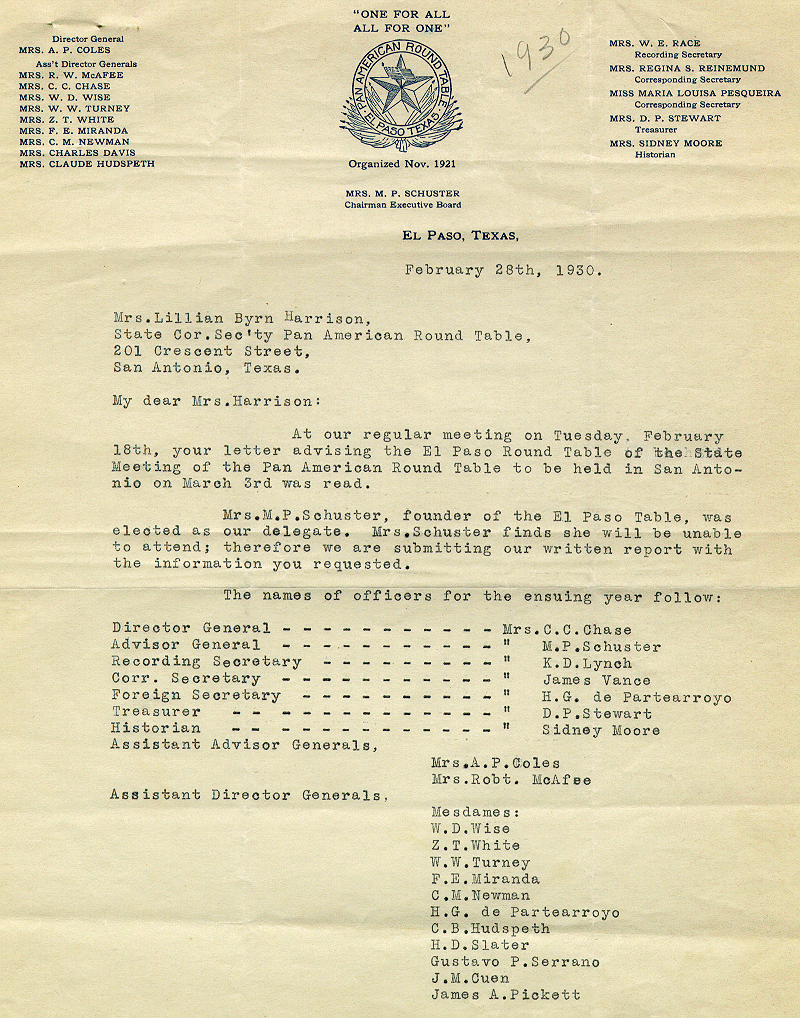 "ONE FOR ALL
ALL FOR ONE"
1930
PAN AMERICAN ROUND TABLE
EL PASO TEXAS
Organized Nov. 1921
MRS. M. P. SCHUSTER
Chairman Executive Board
Director General
MRS. A. P. COLES
Ass't Director Generals
MRS. R. W. McAFEE
MRS. C. C. CHASE
MRS. W. D. WISE
MRS. W. W. TURNEY
MRS. Z. T. WHITE
MRS. F. E. MIRANDA
MRS. C. M. NEWMAN
MRS. CHARLES DAVIS
MRS. CLAUDE HUDSPETH
MRS. W. E. RACE
Recording Secretary
MRS. REGINA S. REINEMUND
Corresponding Secretary
MISS MARIA LOUISA PESQUEIRA
Corresponding Secretary
MRS. D. P. STEWART
Treasurer
MRS. SIDNEY MOORE
Historian
EL PASO, TEXAS,
February 28th, 1930.
Mrs.Lillian Byrn Harrison,
State Cor.Sec'ty Pan American Round Table,
201 Crescent Street,
San Antonio, Texas.
My dear Mrs.Harrison:
At our regular meeting on Tuesday, February
18th, your letter advising the El Paso Round Table of the State
Meeting of the Pan American Round Table to be held in San Anto-
nio on March 3rd was read.
Mrs.M.P.Schuster, founder of the El Paso Table, was
elected as our delegate. Mrs.Schuster finds she will be unable
to attend; therefore we are submitting our written report with
the information you requested.
The names of officers for the ensuing year follow:
Director General - - - - - - - - - - - Mrs.C.C.Chase
Advisor General - - - - - - - - - - - " M.P.Schuster
Recording Secretary - - - - - - - - - " K.D.Lynch
Corr. Secretary - - - - - - - - - - - " James Vance
Foreign Secretary - - - - - - - - - - " H.G. de Partearroyo
Treasurer -- - - - - - - - - - - - " D.P.Stewart
Historian -- - - - - - - - - - - - " Sidney Moore
Assistant Advisor Generals,
Mrs.A.P.Coles
Mrs.Robt. McAfee
Assistant Director Generals,
Mesdames:
W.D.Wise
Z.T.White
W.W.Turney
F.E.Miranda
C.M.Newman
H.G. de Partearroyo
C.B.Hudspeth
H.D.Slater
Gustavo P.Serrano
J.M.Cuen
James A.Pickett